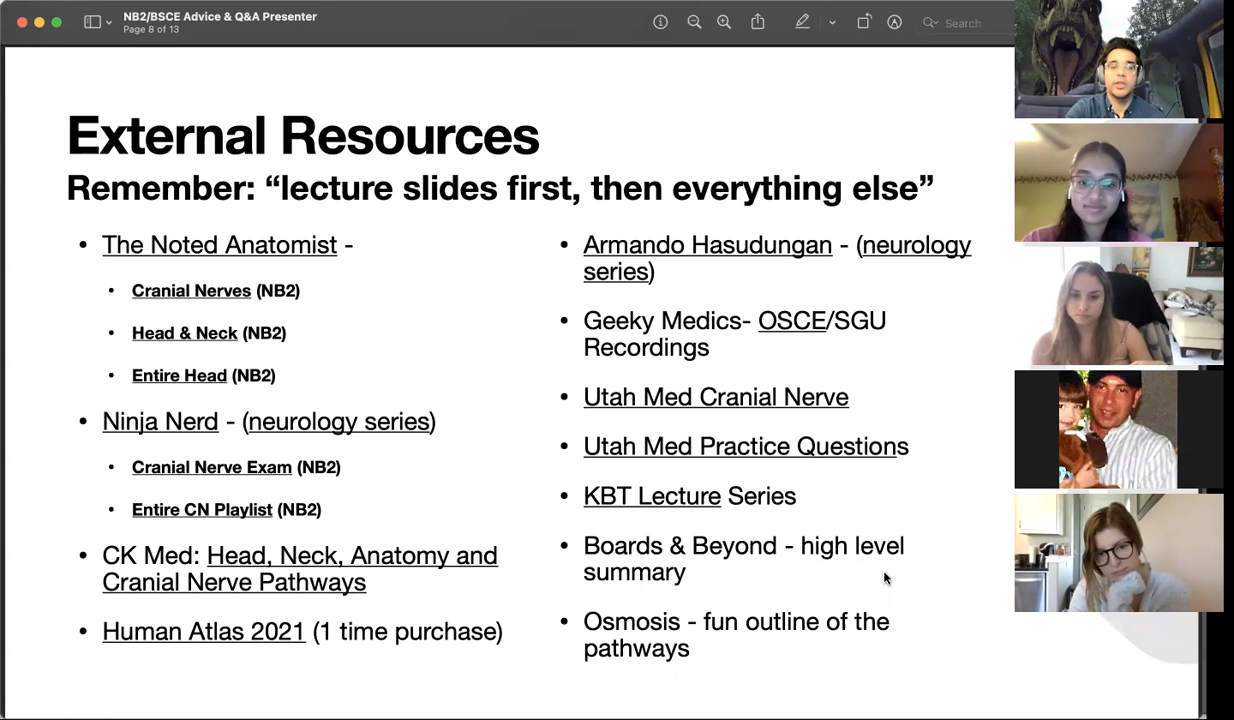 NB2/BSCE Advice & Q&A Presenter
Page 8 of 13
Search
External Resources
Remember: “lecture slides first, then everything else”
• The Noted Anatomist -
• Cranial Nerves (NB2)
• Head & Neck (NB2)
• Entire Head (NB2)
• Ninja Nerd - (neurology series)
• Cranial Nerve Exam (NB2)
• Entire CN Playlist (NB2)
• CK Med: Head, Neck, Anatomy and
Cranial Nerve Pathways
• Human Atlas 2021 (1 time purchase)
• Armando Hasudungan - (neurology
series)
• Geeky Medics- OSCE/SGU
Recordings
• Utah Med Cranial Nerve
• Utah Med Practice Questions
• KBT Lecture Series
• Boards & Beyond - high level
summary
• Osmosis - fun outline of the
pathways